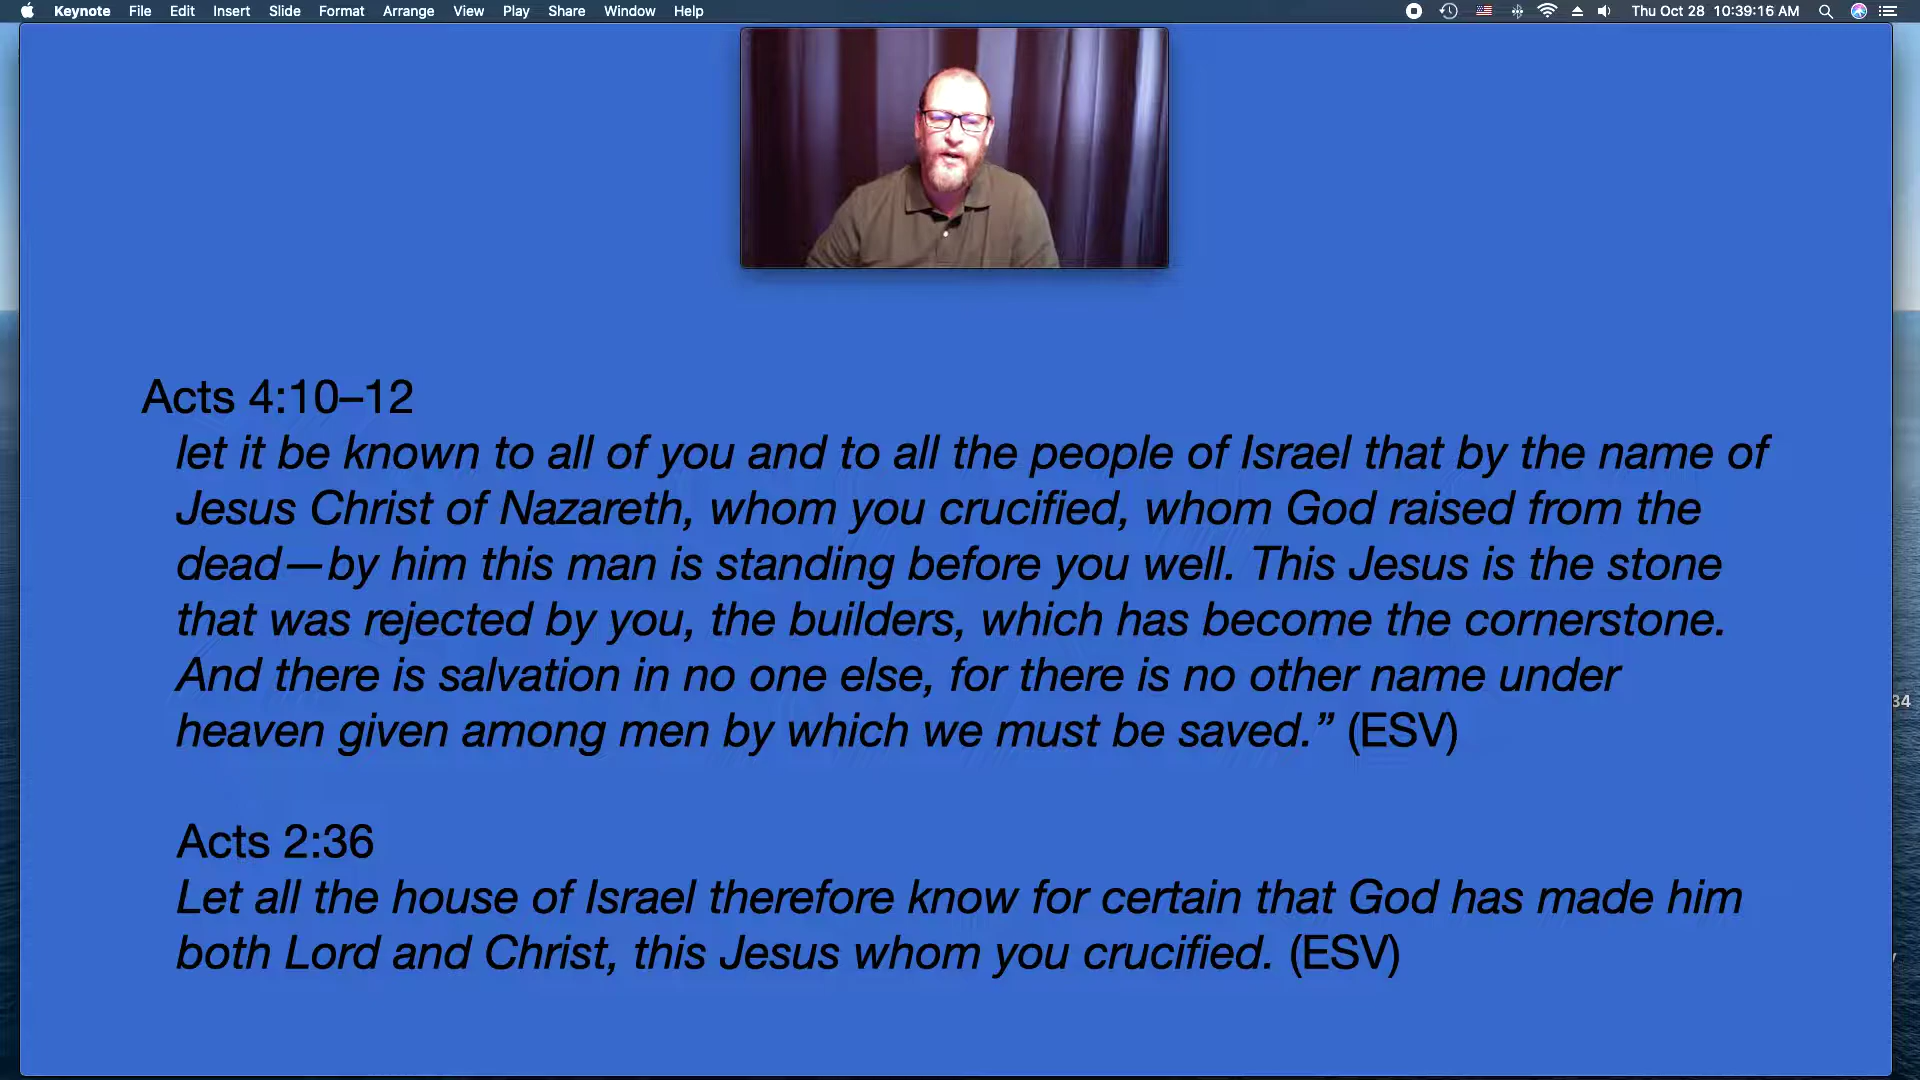 Keynote File Edit Insert Slide Format Arrange View Play Share Window Help Thu Oct 28 10:39:16 AM
Acts 4:10–12
let it be known to all of you and to all the people of Israel that by the name of
Jesus Christ of Nazareth, whom you crucified, whom God raised from the
dead—by him this man is standing before you well. This Jesus is the stone
that was rejected by you, the builders, which has become the cornerstone.
And there is salvation in no one else, for there is no other name under
heaven given among men by which we must be saved.” (ESV)
34
Acts 2:36
Let all the house of Israel therefore know for certain that God has made him
both Lord and Christ, this Jesus whom you crucified. (ESV)